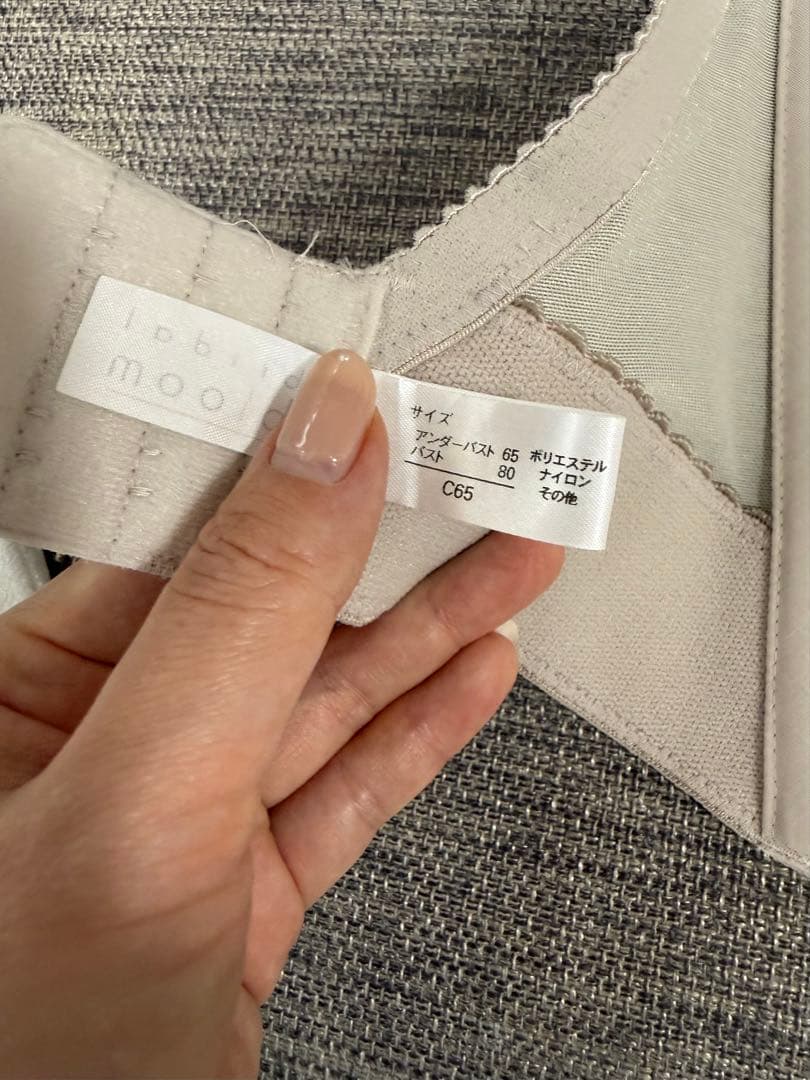 サイズ
アンダーバスト 65
バスト 80
C65
ポリエステル
ナイロン
その他